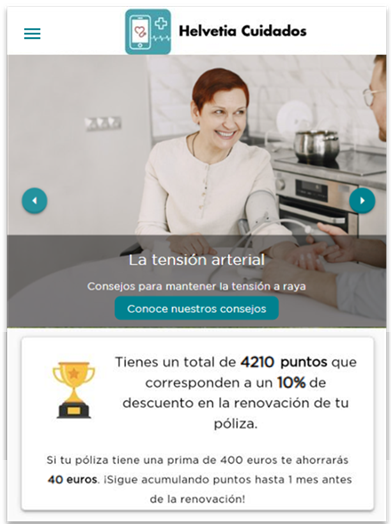 Helvetia Cuidados
La tensión arterial
Consejos para mantener la tensión a raya
Conoce nuestros consejos
Tienes un total de 4210 puntos que
corresponden a un 10% de
descuento en la renovación de tu
póliza.
Si tu póliza tiene una prima de 400 euros te ahorrarás
40 euros. ¡Sigue acumulando puntos hasta 1 mes antes
de la renovación!